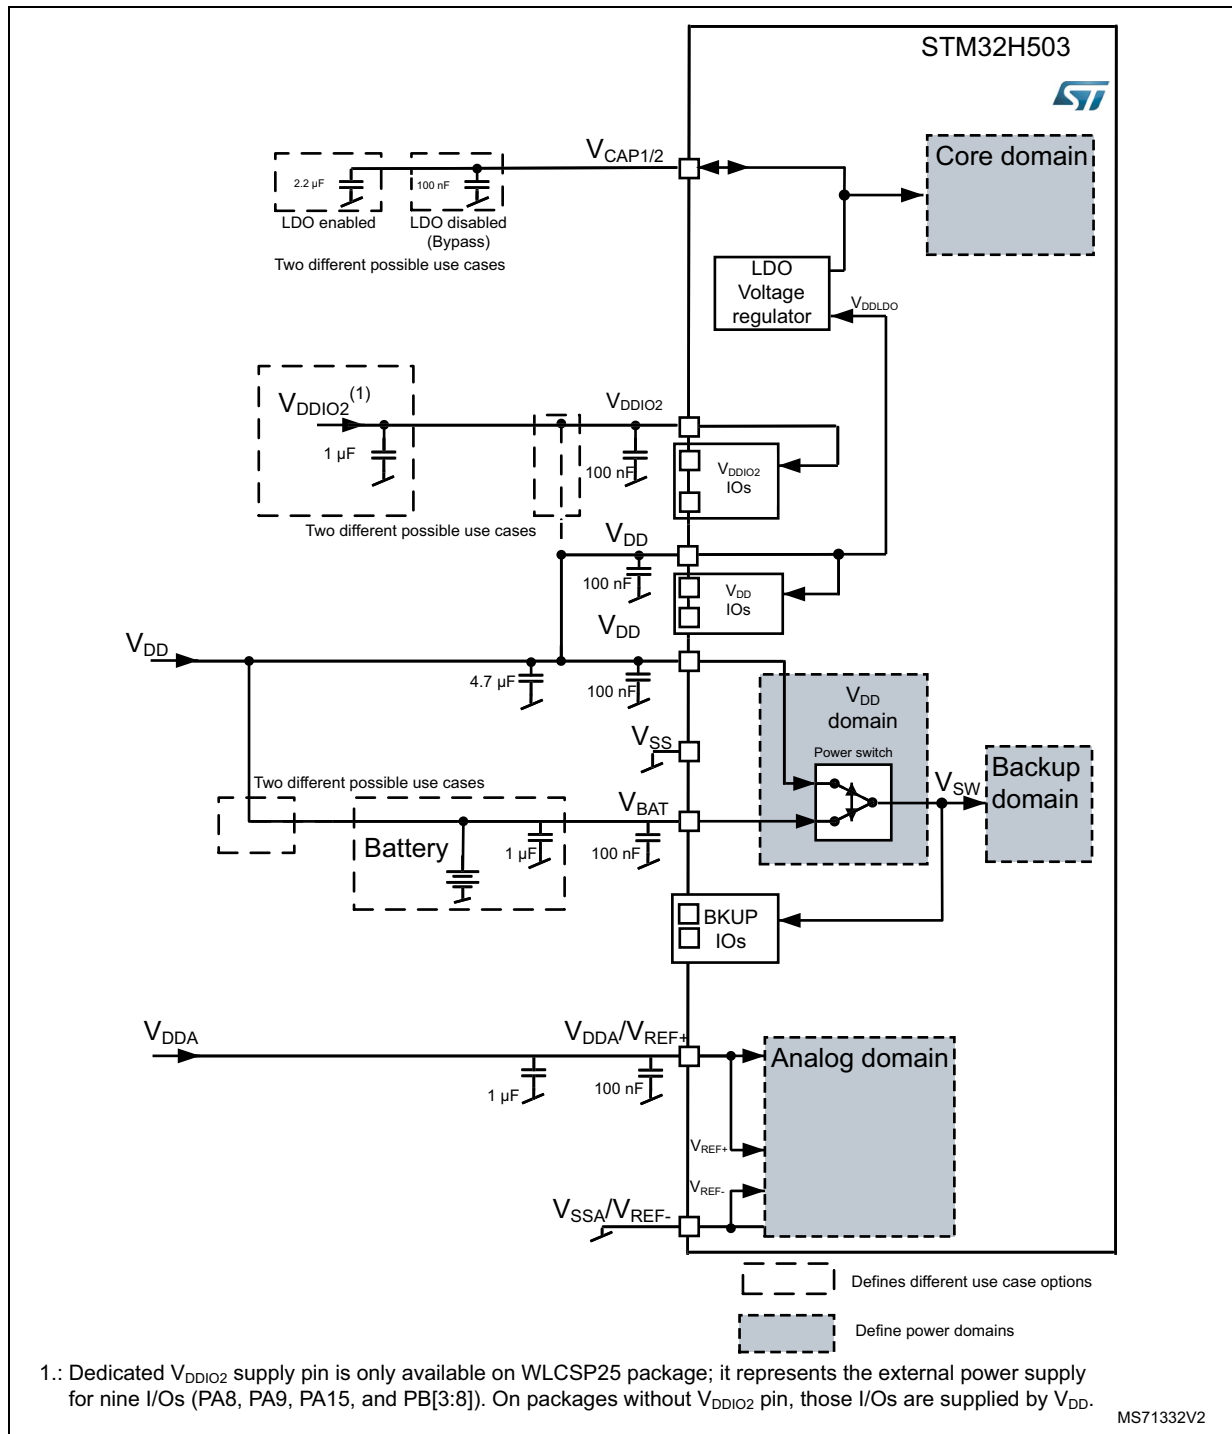 STM32H503
ST
Core domain
VCAP1/2
2.2 µF
100 nF
LDO enabled
LDO disabled
(Bypass)
Two different possible use cases
LDO
Voltage
regulator
VDDLDO
VDDIO2(1)
VDDIO2
1 µF
100 nF
VDDIO2
IOs
Two different possible use cases
VDD
100 nF
VDD
IOs
VDD
VDD
4.7 µF
100 nF
VDD
domain
Power switch
VSS
Two different possible use cases
VBAT
VSW
Backup
domain
Battery
1 µF
100 nF
BKUP
IOs
VDDA
VDDA/VREF+
Analog domain
1 µF
100 nF
VREF+
VREF-
VSSA/VREF-
Defines different use case options
Define power domains
1.: Dedicated VDDIO2 supply pin is only available on WLCSP25 package; it represents the external power supply
for nine I/Os (PA8, PA9, PA15, and PB[3:8]). On packages without VDDIO2 pin, those I/Os are supplied by VDD.
MS71332V2